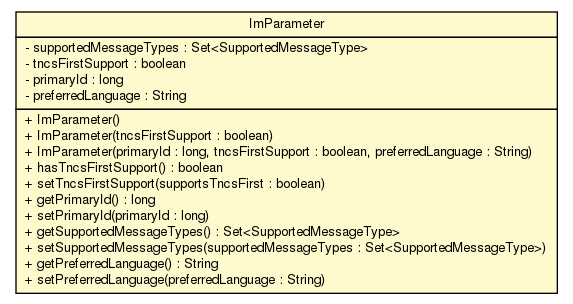 ImParameter
- supportedMessageTypes : Set<SupportedMessageType>
- tncsFirstSupport : boolean
- primaryId : long
- preferredLanguage : String
+ ImParameter()
+ ImParameter(tncsFirstSupport : boolean)
+ ImParameter(primaryId : long, tncsFirstSupport : boolean, preferredLanguage : String)
+ hasTncsFirstSupport() : boolean
+ setTncsFirstSupport(supportsTncsFirst : boolean)
+ getPrimaryId() : long
+ setPrimaryId(primaryId : long)
+ getSupportedMessageTypes() : Set<SupportedMessageType>
+ setSupportedMessageTypes(supportedMessageTypes : Set<SupportedMessageType>)
+ getPreferredLanguage() : String
+ setPreferredLanguage(preferredLanguage : String)